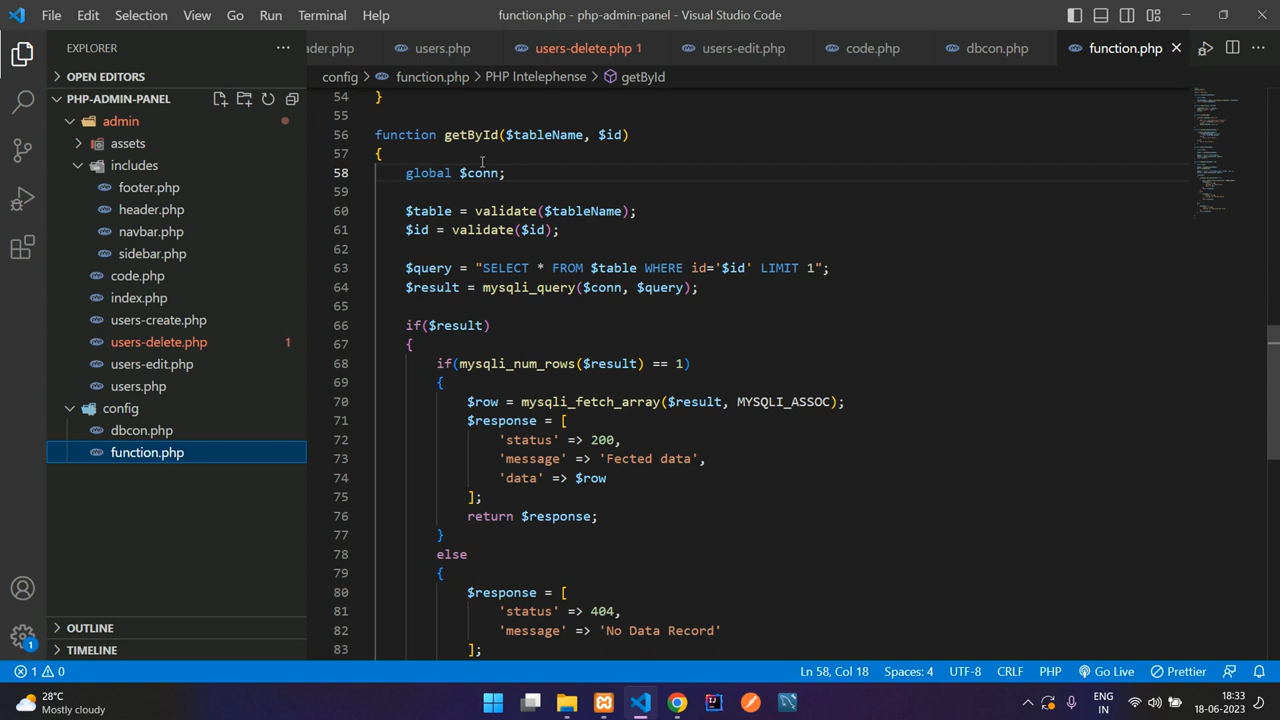 File Edit Selection View Go Run Terminal Help function.php - php-admin-panel - Visual Studio Code
EXPLORER
ader.php users.php users-delete.php 1 users-edit.php code.php dbcon.php function.php
OPEN EDITORS
config > function.php > PHP Intelephense > getById
PHP-ADMIN-PANEL
admin
assets
includes
footer.php
header.php
navbar.php
sidebar.php
code.php
index.php
users-create.php
users-delete.php 1
users-edit.php
users.php
config
dbcon.php
function.php
OUTLINE
TIMELINE
54 }
55
56 function getById($tableName, $id)
57 {
58 global $conn;
59
60 $table = validate($tableName);
61 $id = validate($id);
62
63 $query = "SELECT * FROM $table WHERE id='$id' LIMIT 1";
64 $result = mysqli_query($conn, $query);
65
66 if($result)
67 {
68 if(mysqli_num_rows($result) == 1)
69 {
70 $row = mysqli_fetch_array($result, MYSQLI_ASSOC);
71 $response = [
72 'status' => 200,
73 'message' => 'Fected data',
74 'data' => $row
75 ];
76 return $response;
77 }
78 else
79 {
80 $response = [
81 'status' => 404,
82 'message' => 'No Data Record'
83 ];
1
1 0 Ln 58, Col 18 Spaces: 4 UTF-8 CRLF PHP Go Live Prettier
28°C
Mostly cloudy
ENG
IN
18:33
18-06-2023